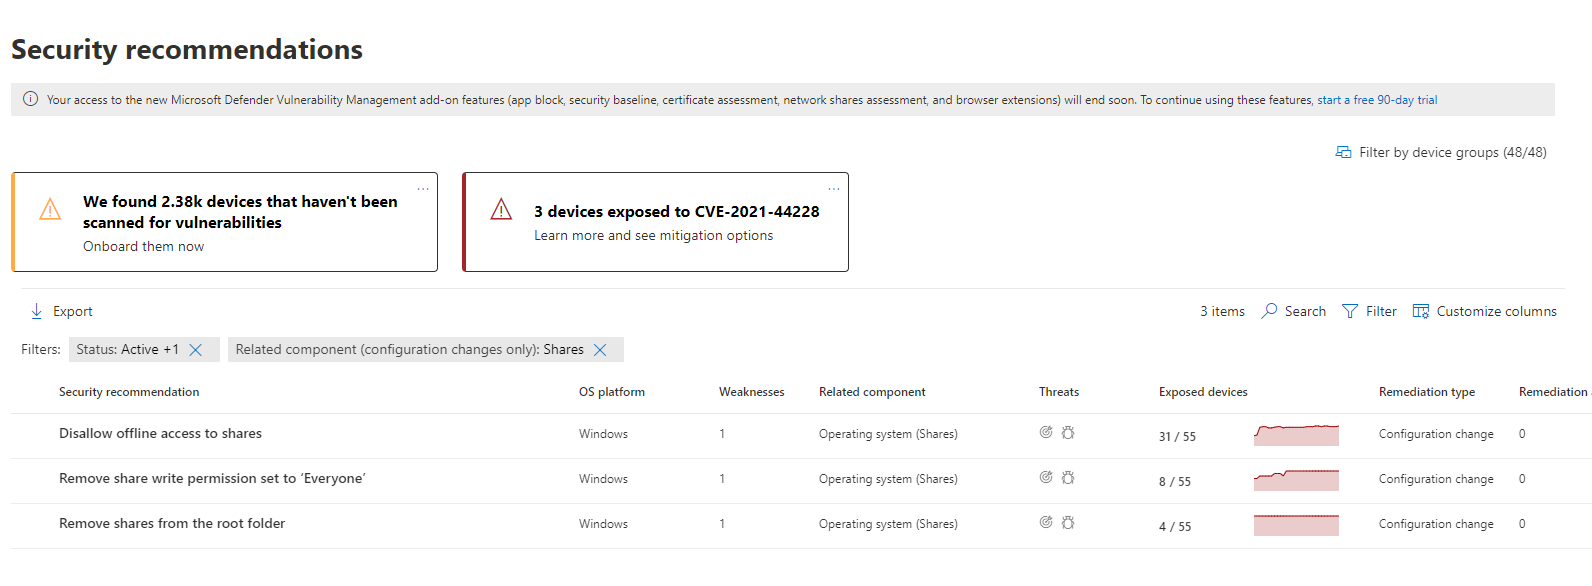 Security recommendations
Your access to the new Microsoft Defender Vulnerability Management add-on features (app block, security baseline, certificate assessment, network shares assessment, and browser extensions) will end soon. To continue using these features, start a free 90-day trial
Filter by device groups (48/48)
We found 2.38k devices that haven't been
scanned for vulnerabilities
Onboard them now
3 devices exposed to CVE-2021-44228
Learn more and see mitigation options
Export
3 items Search Filter Customize columns
Filters: Status: Active +1 Related component (configuration changes only): Shares
Security recommendation OS platform Weaknesses Related component Threats Exposed devices Remediation type Remediation
Disallow offline access to shares Windows 1 Operating system (Shares) 31 / 55 Configuration change 0
Remove share write permission set to ‘Everyone’ Windows 1 Operating system (Shares) 8 / 55 Configuration change 0
Remove shares from the root folder Windows 1 Operating system (Shares) 4 / 55 Configuration change 0